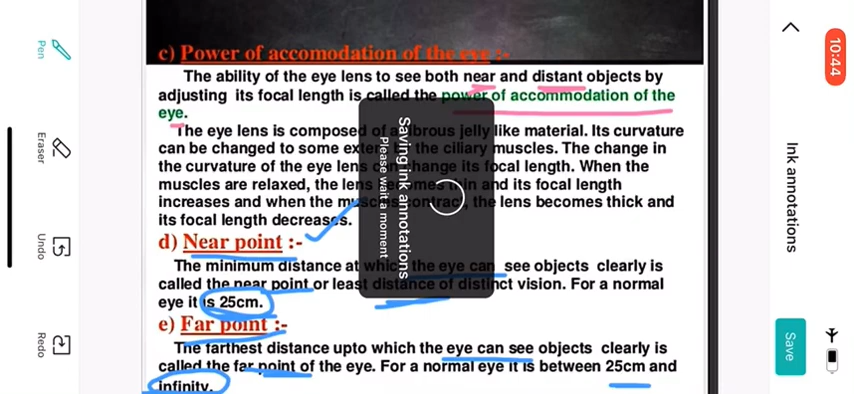 c) Power of accomodation of the eye :-
The ability of the eye lens to see both near and distant objects by
adjusting its focal length is called the power of accommodation of the
eye.
The eye lens is composed of a fibrous jelly like material. Its curvature
can be changed to some extent the ciliary muscles. The change in
the curvature of the eye lens can change its focal length. When the
muscles are relaxed, the lens becomes thin and its focal length
increases and when the muscles contract, the lens becomes thick and
its focal length decreases.
d) Near point :-
The minimum distance at which the eye can see objects clearly is
called the near point or least distance of distinct vision. For a normal
eye it is 25cm.
e) Far point :-
The farthest distance upto which the eye can see objects clearly is
called the far point of the eye. For a normal eye it is between 25cm and
infinity.
Saving ink annotations
Please wait a moment
Pen
Eraser
Undo
Redo
10:44
Ink annotations
Save